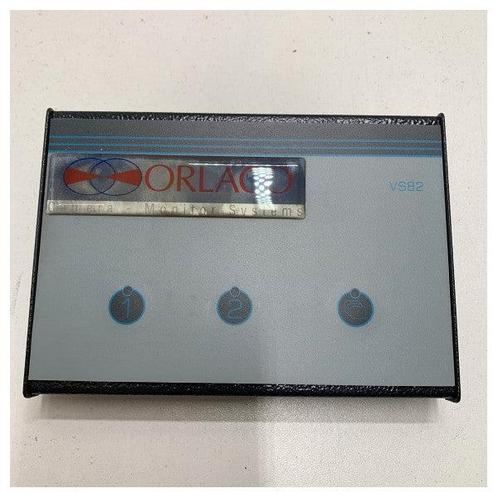 ORLACO
Camera - Monitor Systems
VS82
1
2